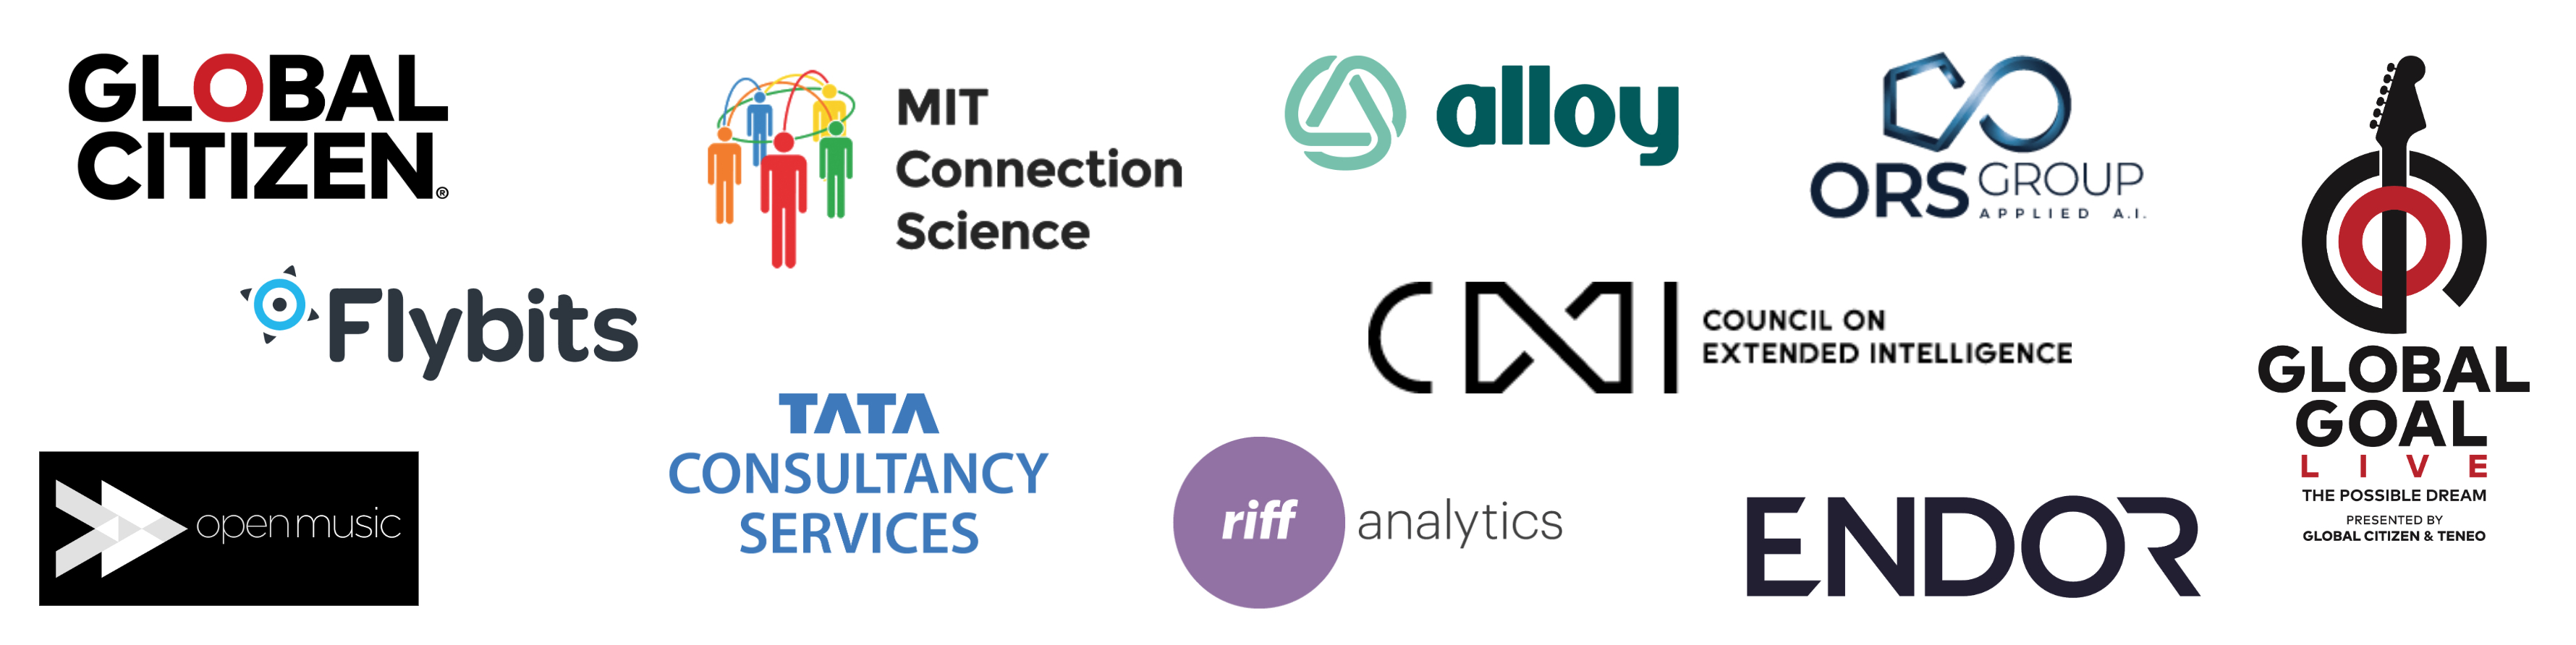 GLOBAL
CITIZEN®
MIT
Connection
Science
alloy
ORS GROUP
APPLIED A.I.
Flybits
CXI
COUNCIL ON
EXTENDED INTELLIGENCE
GLOBAL
GOAL
LIVE
THE POSSIBLE DREAM
PRESENTED BY
GLOBAL CITIZEN & TENEO
TATA
CONSULTANCY
SERVICES
openmusic
riff analytics
ENDOR